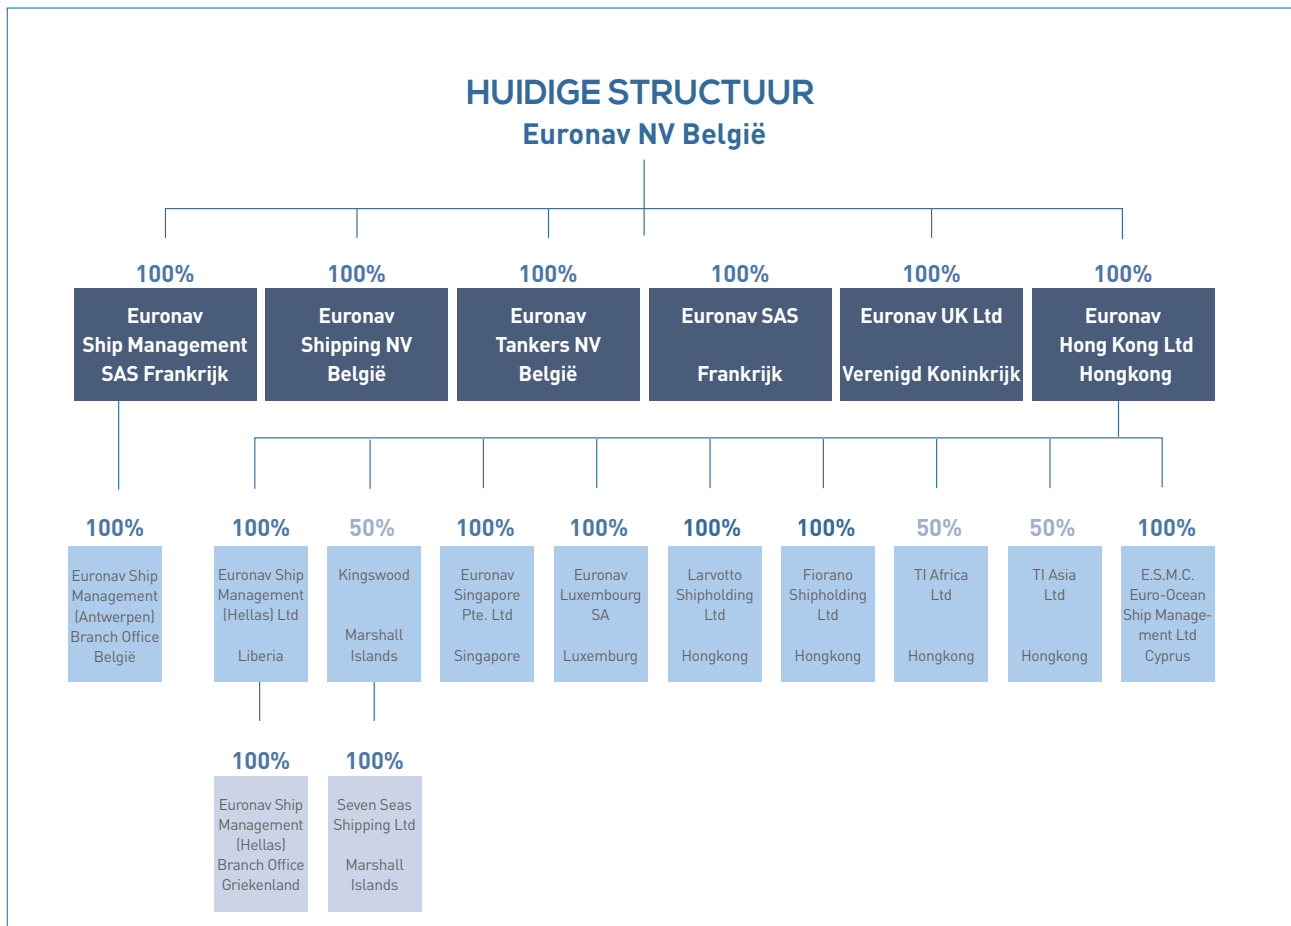 HUIDIGE STRUCTUUR
Euronav NV België
100%
100%
100%
100%
100%
100%
Euronav
Ship Management
SAS Frankrijk
Euronav
Shipping NV
België
Euronav
Tankers NV
België
Euronav SAS
Frankrijk
Euronav UK Ltd
Verenigd Koninkrijk
Euronav
Hong Kong Ltd
Hongkong
100%
100%
50%
100%
100%
100%
100%
50%
50%
100%
Euronav Ship
Management
(Antwerpen)
Branch Office
België
Euronav Ship
Management
(Hellas) Ltd
Liberia
Kingswood
Marshall
Islands
Euronav
Singapore
Pte. Ltd
Singapore
Euronav
Luxembourg
SA
Luxemburg
Larvotto
Shipholding
Ltd
Hongkong
Fiorano
Shipholding
Ltd
Hongkong
TI Africa
Ltd
Hongkong
TI Asia
Ltd
Hongkong
E.S.M.C.
Euro-Ocean
Ship Manage-
ment Ltd
Cyprus
100%
100%
Euronav Ship
Management
(Hellas)
Branch Office
Griekenland
Seven Seas
Shipping Ltd
Marshall
Islands